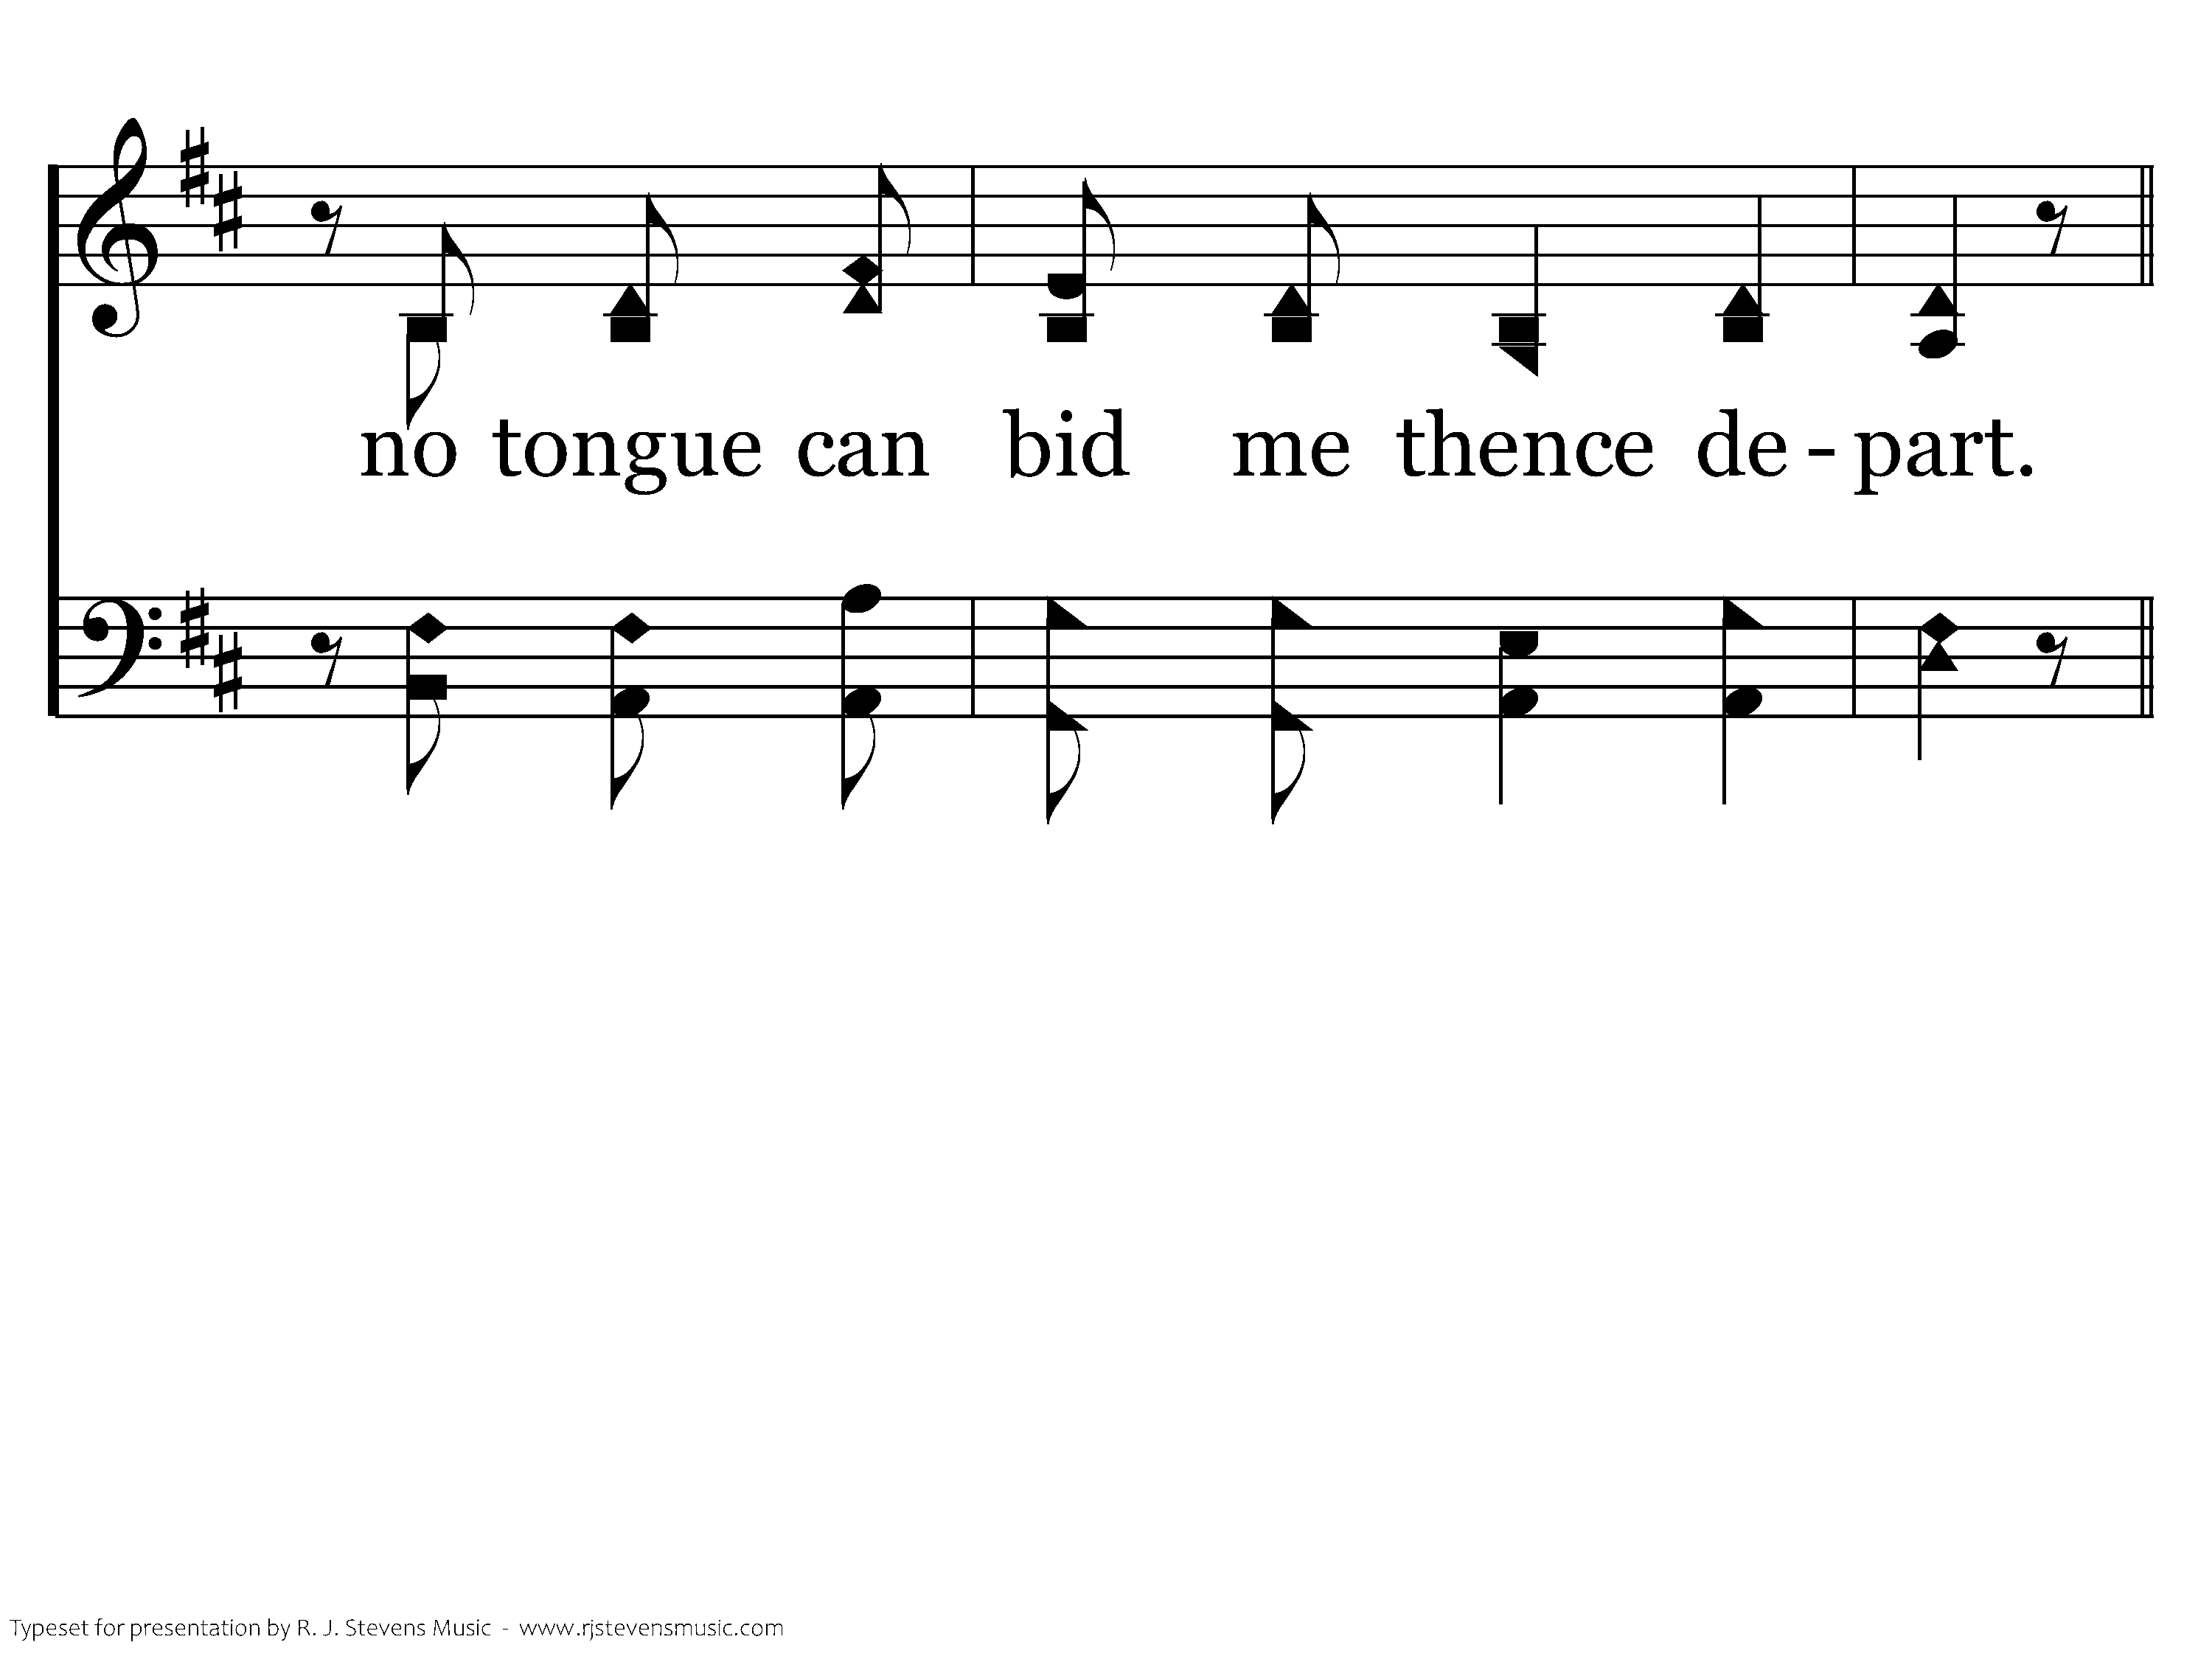 no tongue can bid me thence de - part.
Typeset for presentation by R. J. Stevens Music - www.rjstevensmusic.com